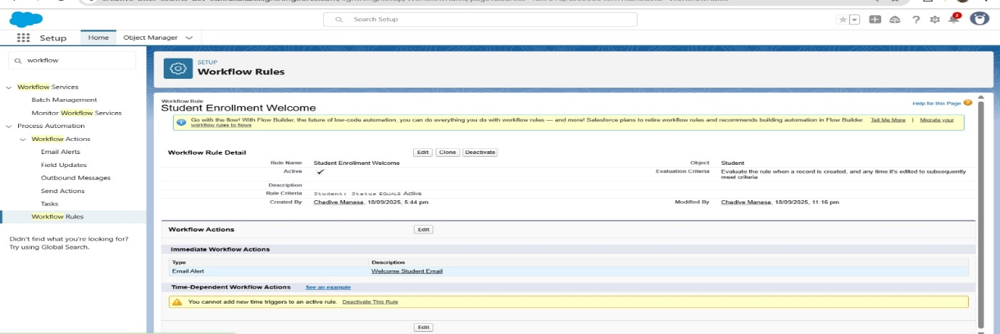 Search Setup
2
Setup
Home
Object Manager
workflow
Workflow Services
Batch Management
Monitor Workflow Services
Process Automation
Workflow Actions
Email Alerts
Field Updates
Outbound Messages
Send Actions
Tasks
Workflow Rules
Didn't find what you're looking for?
Try using Global Search.
SETUP
Workflow Rules
Workflow Rule
Student Enrollment Welcome
Help for this Page
Go with the flow! With Flow Builder, the future of low-code automation, you can do everything you do with workflow rules — and more! Salesforce plans to retire workflow rules and recommends building automation in Flow Builder. Tell Me More | Migrate your
workflow rules to flows
Workflow Rule Detail Edit Clone Deactivate
Rule Name Student Enrollment Welcome Object Student
Active Evaluation Criteria Evaluate the rule when a record is created, and any time it's edited to subsequently
meet criteria
Description
Rule Criteria Student: Status EQUALS Active
Created By Chadive Manasa, 18/09/2025, 5:44 pm Modified By Chadive Manasa, 18/09/2025, 11:16 pm
Workflow Actions Edit
Immediate Workflow Actions
Type Description
Email Alert Welcome Student Email
Time-Dependent Workflow Actions See an example
You cannot add new time triggers to an active rule. Deactivate This Rule
Edit